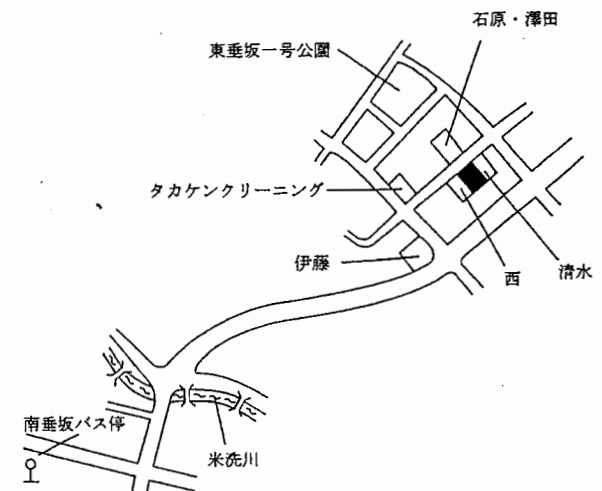 石原・澤田
東垂坂一号公園
タカケンクリーニング
伊藤
西
清水
南垂坂バス停
米洗川